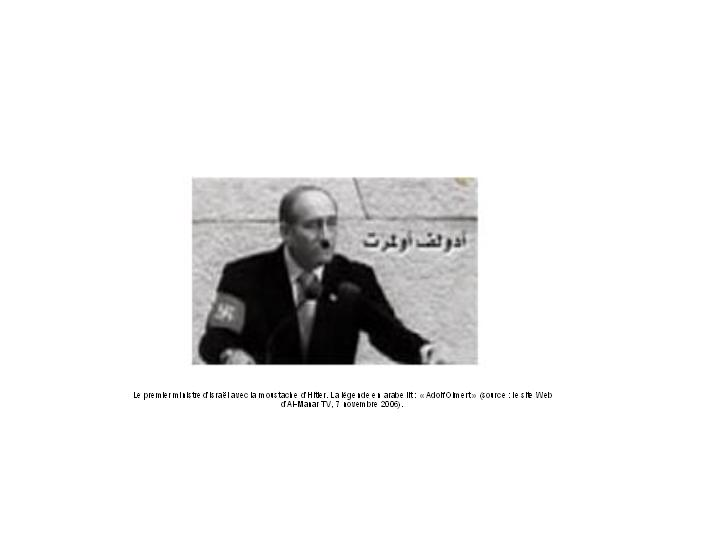 أدولف أولمرت
Le premier ministre d'Israël avec la moustache d'Hitler. La légende en arabe lit : « Adolf Olmert » (source : le site Web
d'Al-Manar TV, 7 novembre 2006).